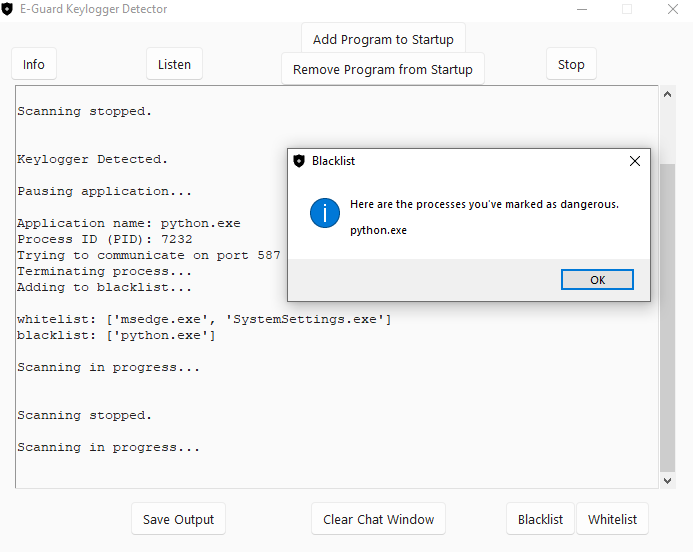 E-Guard Keylogger Detector
Add Program to Startup
Info
Listen
Remove Program from Startup
Stop
Scanning stopped.
Keylogger Detected.
Pausing application...
Application name: python.exe
Process ID (PID): 7232
Trying to communicate on port 587
Terminating process...
Adding to blacklist...
whitelist: ['msedge.exe', 'SystemSettings.exe']
blacklist: ['python.exe']
Scanning in progress...
Scanning stopped.
Scanning in progress...
Blacklist
Here are the processes you've marked as dangerous.
python.exe
OK
Save Output
Clear Chat Window
Blacklist
Whitelist